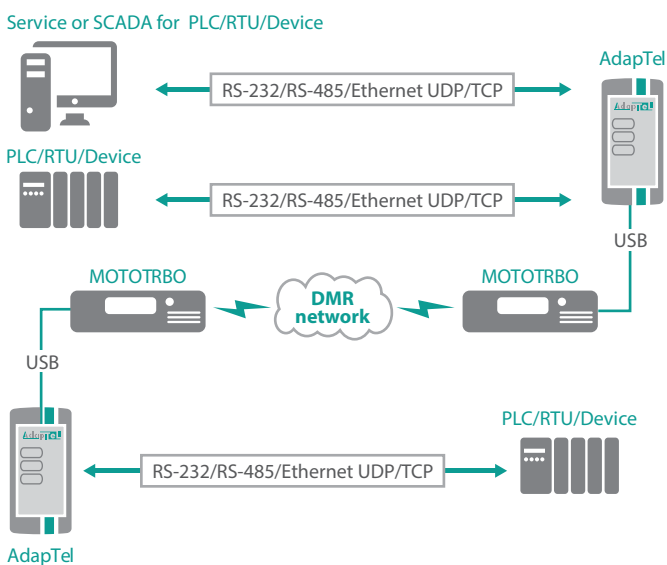 Service or SCADA for PLC/RTU/Device
AdapTel
RS-232/RS-485/Ethernet UDP/TCP
AdapTel
PLC/RTU/Device
RS-232/RS-485/Ethernet UDP/TCP
USB
MOTOTRBO
MOTOTRBO
DMR
network
USB
PLC/RTU/Device
AdapTel
RS-232/RS-485/Ethernet UDP/TCP
AdapTel